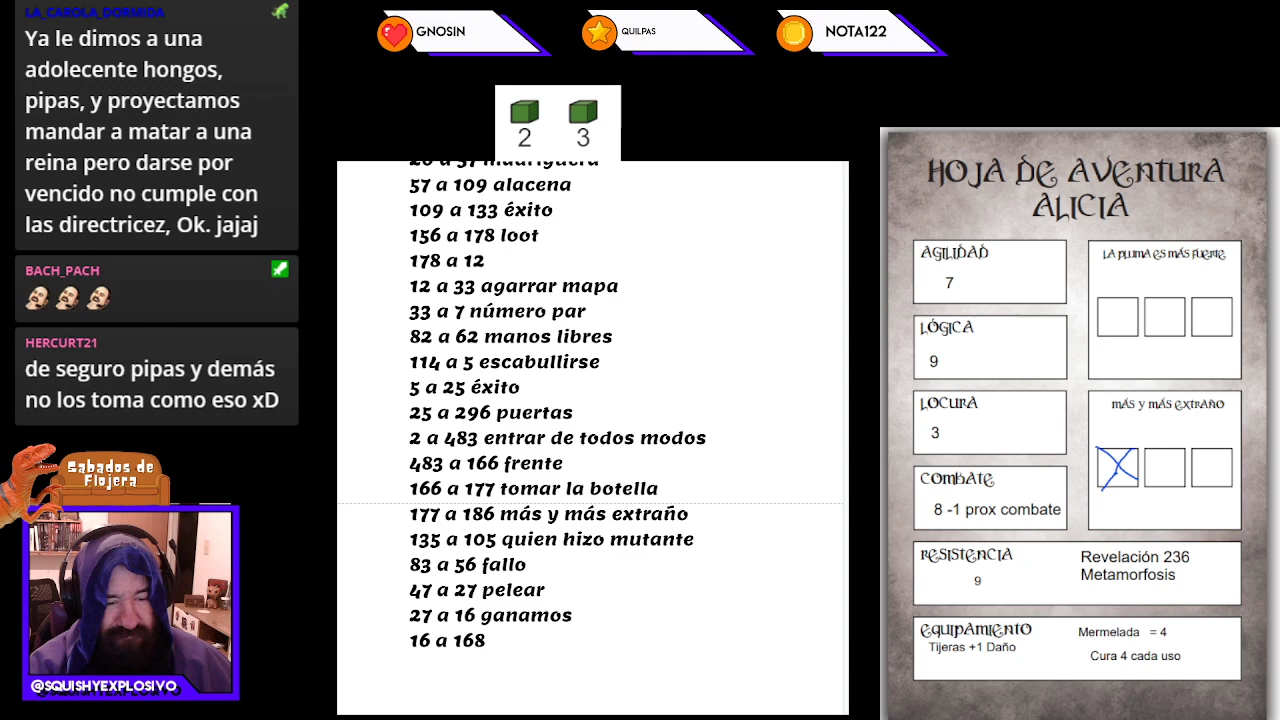 LA_CABOLA_DORMIDA
Ya le dimos a una
adolecente hongos,
pipas, y proyectamos
mandar a matar a una
reina pero darse por
vencido no cumple con
las directricez, Ok. jajaj
BACH_PACH
HERCURT21
de seguro pipas y demás
no los toma como eso xD
Sabados de
Flojera
@SQUISHYEXPLOSIVO
GNOSIN
QUILPAS
NOTA122
2 3
20 a 57 madriguera
57 a 109 alacena
109 a 133 éxito
156 a 178 loot
178 a 12
12 a 33 agarrar mapa
33 a 7 número par
82 a 62 manos libres
114 a 5 escabullirse
5 a 25 éxito
25 a 296 puertas
2 a 483 entrar de todos modos
483 a 166 frente
166 a 177 tomar la botella
177 a 186 más y más extraño
135 a 105 quien hizo mutante
83 a 56 fallo
47 a 27 pelear
27 a 16 ganamos
16 a 168
HOJA DE AVENTURA
ALICIA
AGILIDAD
7
LÓGICA
9
LOCURA
3
COMBATE
8 -1 prox combate
LA PLUMA ES MÁS FUERTE
MÁS Y MÁS EXTRAÑO
RESISTENCIA
9
Revelación 236
Metamorfosis
EQUIPAMIENTO
Tijeras +1 Daño
Mermelada = 4
Cura 4 cada uso